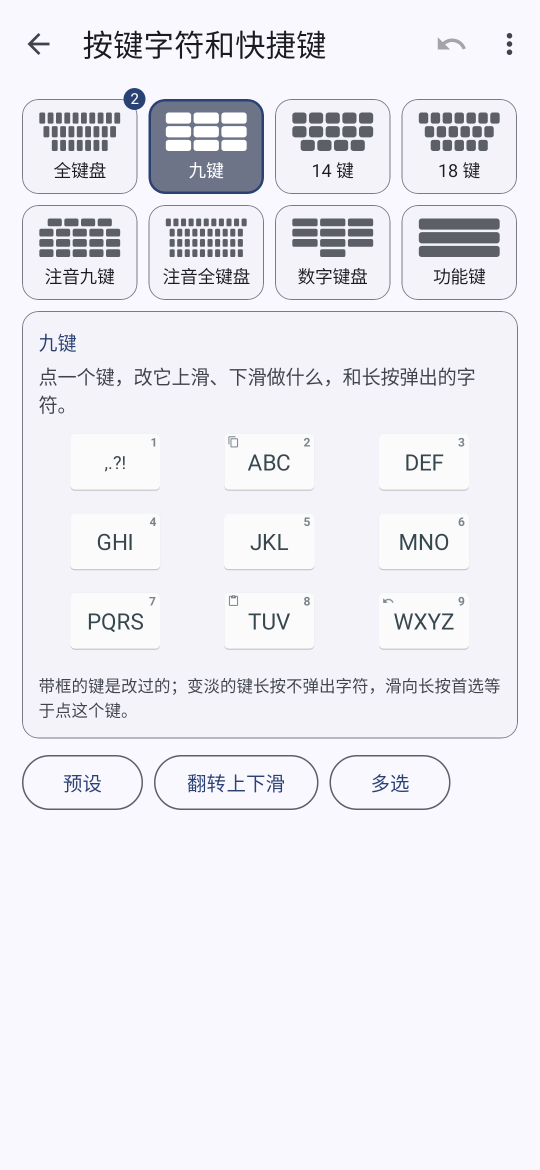 按键字符和快捷键
2
全键盘
九键
14 键
18 键
注音九键
注音全键盘
数字键盘
功能键
九键
点一个键，改它上滑、下滑做什么，和长按弹出的字
符。
1
,.?!
2
ABC
3
DEF
4
GHI
5
JKL
6
MNO
7
PQRS
8
TUV
9
WXYZ
带框的键是改过的；变淡的键长按不弹出字符，滑向长按首选等
于点这个键。
预设
翻转上下滑
多选